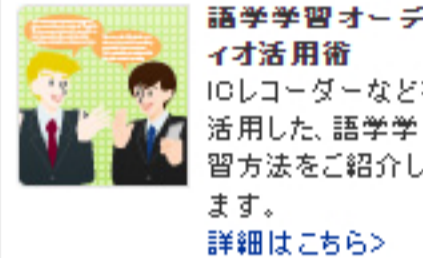 語学学習オーデ
ィオ活用術
ICレコーダーなど
活用した、語学学
習方法をご紹介し
ます。
詳細はこちら>